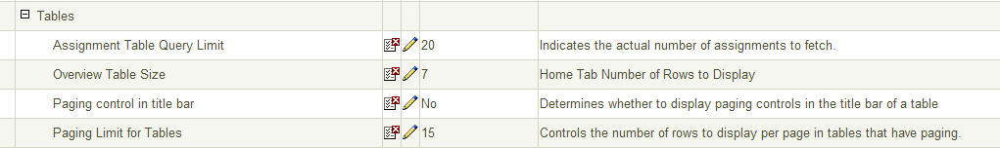 Tables
Assignment Table Query Limit 20 Indicates the actual number of assignments to fetch.
Overview Table Size 7 Home Tab Number of Rows to Display
Paging control in title bar No Determines whether to display paging controls in the title bar of a table
Paging Limit for Tables 15 Controls the number of rows to display per page in tables that have paging.